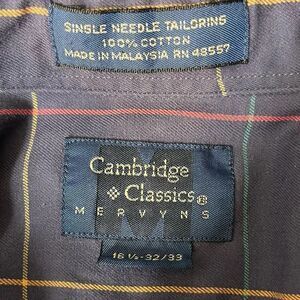 SINGLE NEEDLE TAILORING
100% COTTON
MADE IN MALAYSIA RN 48557
Cambridge
Classics®
MERVYNS
16 ½-32/33